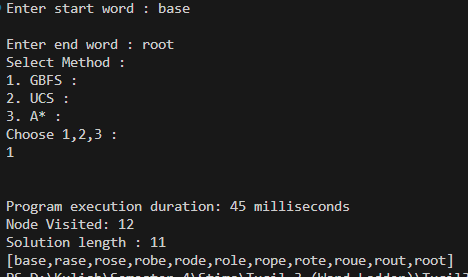 Enter start word : base
Enter end word : root
Select Method :
1. GBFS :
2. UCS :
3. A* :
Choose 1,2,3 :
1
Program execution duration: 45 milliseconds
Node Visited: 12
Solution length : 11
[base,rase,rose,robe,rode,role,rope,rote,roue,rout,root]